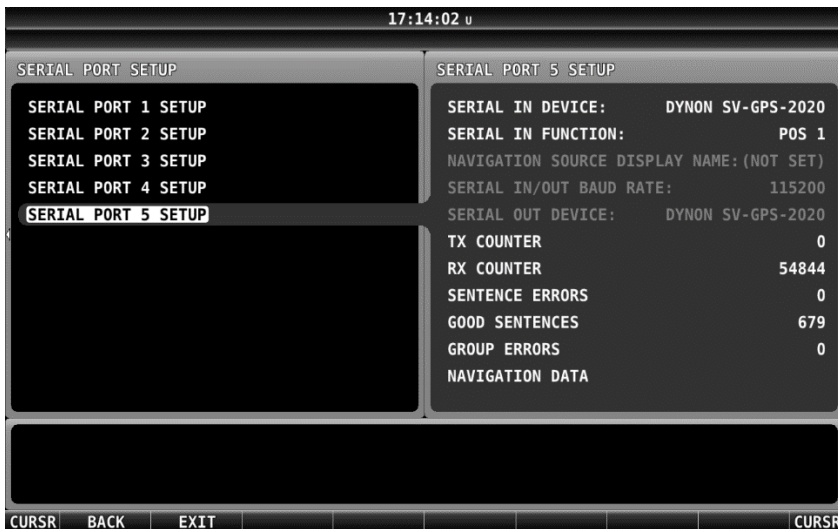 17:14:02 U
SERIAL PORT SETUP
SERIAL PORT 1 SETUP
SERIAL PORT 2 SETUP
SERIAL PORT 3 SETUP
SERIAL PORT 4 SETUP
SERIAL PORT 5 SETUP
SERIAL PORT 5 SETUP
SERIAL IN DEVICE: DYNON SV-GPS-2020
SERIAL IN FUNCTION: POS 1
NAVIGATION SOURCE DISPLAY NAME:(NOT SET)
SERIAL IN/OUT BAUD RATE: 115200
SERIAL OUT DEVICE: DYNON SV-GPS-2020
TX COUNTER 0
RX COUNTER 54844
SENTENCE ERRORS 0
GOOD SENTENCES 679
GROUP ERRORS 0
NAVIGATION DATA
CURSR BACK EXIT CURSR